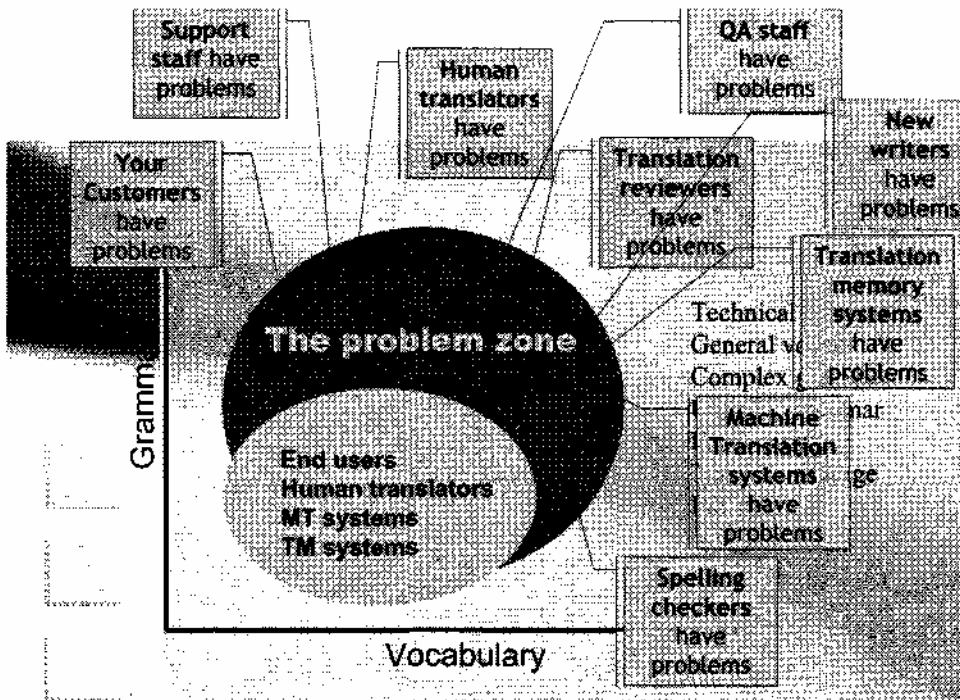 Support
staff have
problems
Human
translators
have
problems
QA staff
have
problems
New
writers
have
problems
Your
Customers
have
problems
Translation
reviewers
have
problems
Translation
memory
systems
have
problems
The problem zone
Technical
General
Complex
Machine
Translation
systems
have
problems
End users
Human translators
MT systems
TM systems
Spelling
checkers
have
problems
Vocabulary